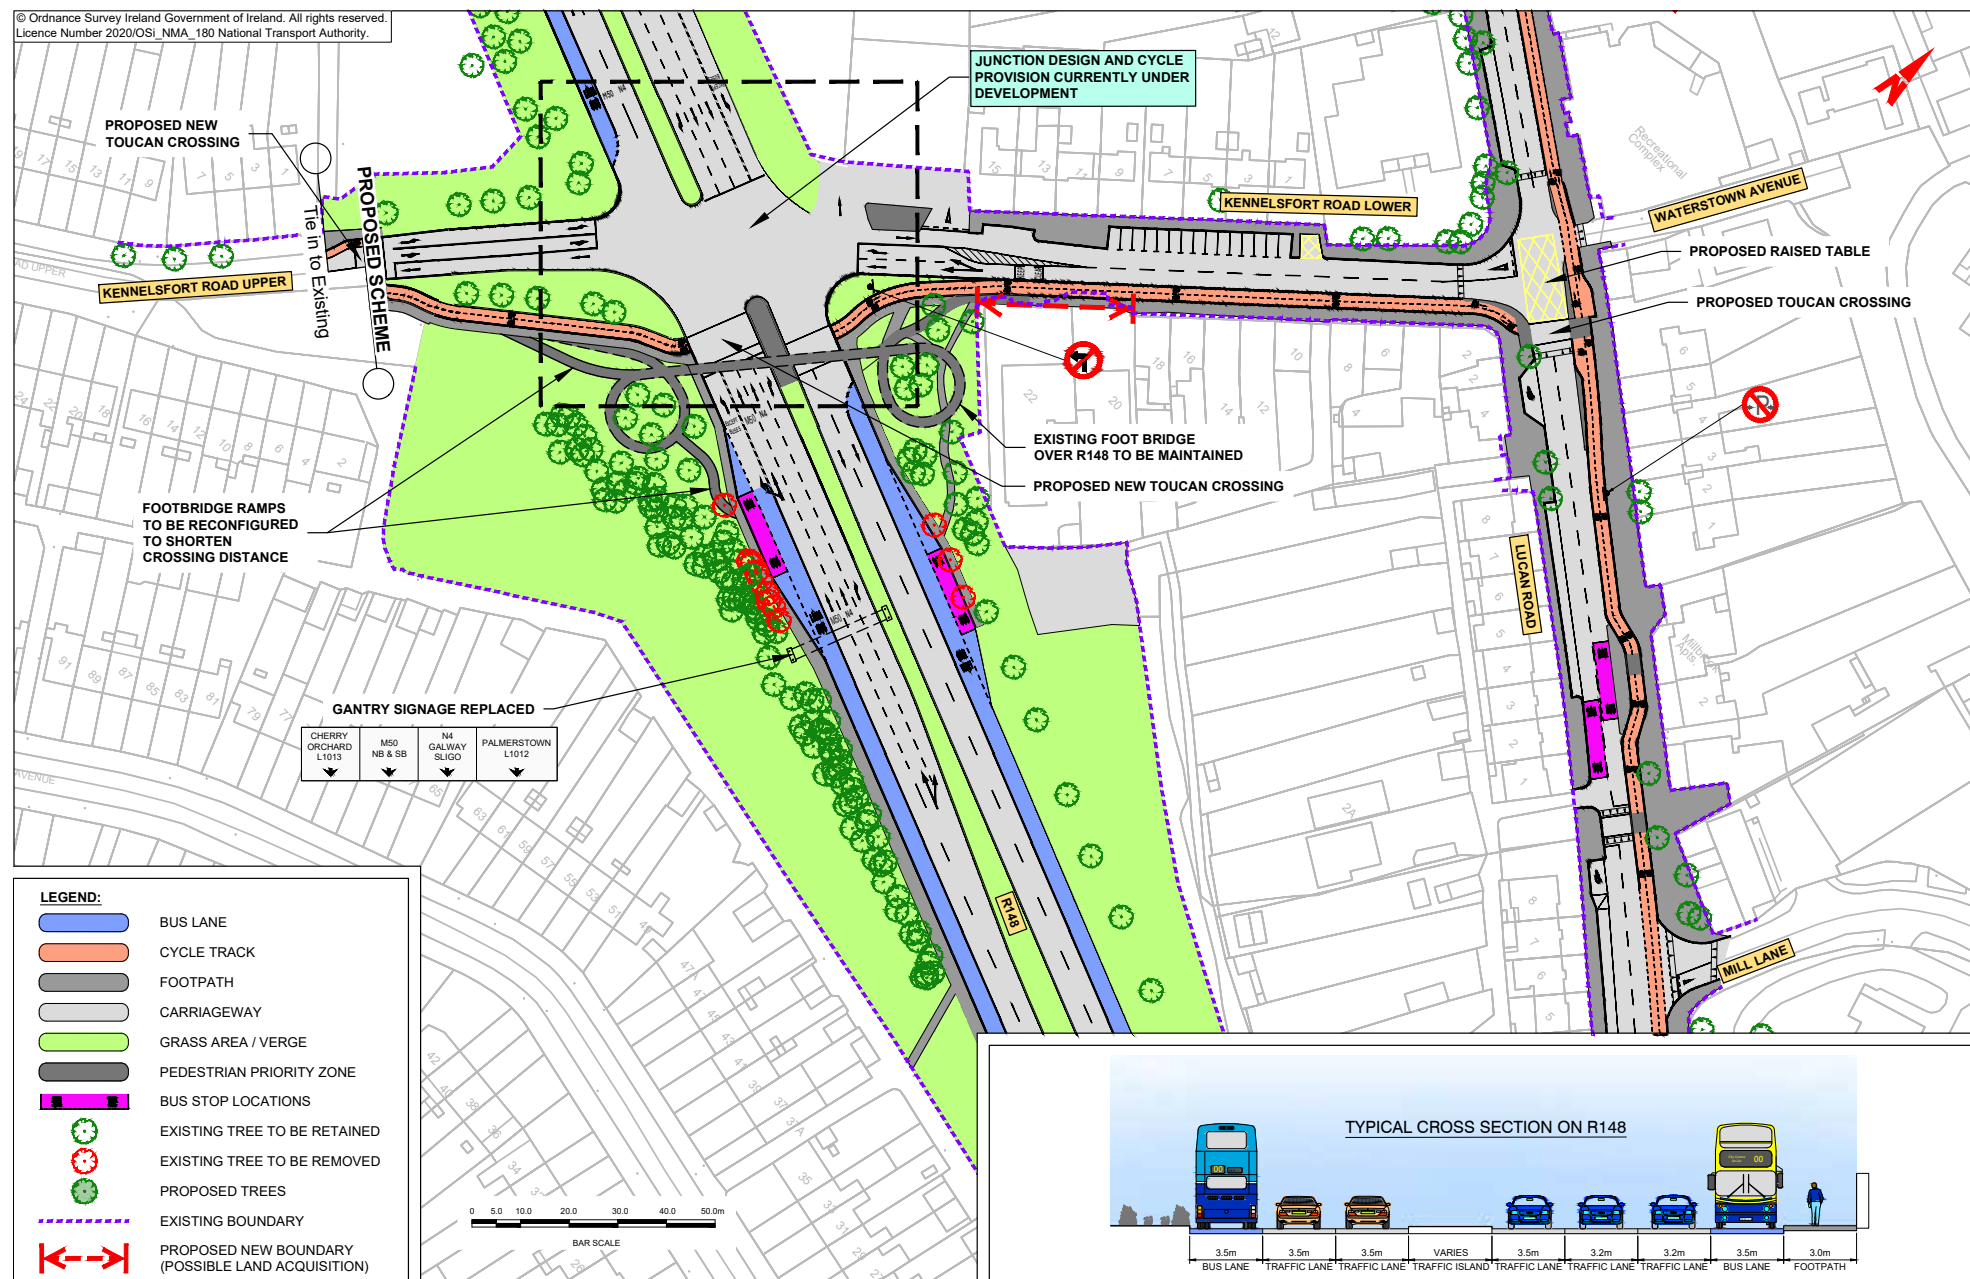 © Ordnance Survey Ireland Government of Ireland. All rights reserved.
Licence Number 2020/OSi_NMA_180 National Transport Authority.
JUNCTION DESIGN AND CYCLE
PROVISION CURRENTLY UNDER
DEVELOPMENT
PROPOSED NEW
TOUCAN CROSSING
PROPOSED SCHEME
Tie in to Existing
KENNELSFORT ROAD UPPER
KENNELSFORT ROAD LOWER
Recreational
Complex
WATERSTOWN AVENUE
PROPOSED RAISED TABLE
PROPOSED TOUCAN CROSSING
N
EXISTING FOOT BRIDGE
OVER R148 TO BE MAINTAINED
PROPOSED NEW TOUCAN CROSSING
FOOTBRIDGE RAMPS
TO BE RECONFIGURED
TO SHORTEN
CROSSING DISTANCE
LUCAN ROAD
GANTRY SIGNAGE REPLACED
CHERRY
ORCHARD
L1013
M50
NB & SB
N4
GALWAY
SLIGO
PALMERSTOWN
L1012
M50 N4
AVENUE
R148
MILL LANE
LEGEND:
BUS LANE
CYCLE TRACK
FOOTPATH
CARRIAGEWAY
GRASS AREA / VERGE
PEDESTRIAN PRIORITY ZONE
BUS STOP LOCATIONS
EXISTING TREE TO BE RETAINED
EXISTING TREE TO BE REMOVED
PROPOSED TREES
EXISTING BOUNDARY
PROPOSED NEW BOUNDARY
(POSSIBLE LAND ACQUISITION)
0 5.0 10.0 20.0 30.0 40.0 50.0m
BAR SCALE
TYPICAL CROSS SECTION ON R148
00
00
3.5m 3.5m 3.5m VARIES 3.5m 3.2m 3.2m 3.5m 3.0m
BUS LANE TRAFFIC LANE TRAFFIC LANE TRAFFIC ISLAND TRAFFIC LANE TRAFFIC LANE TRAFFIC LANE BUS LANE FOOTPATH